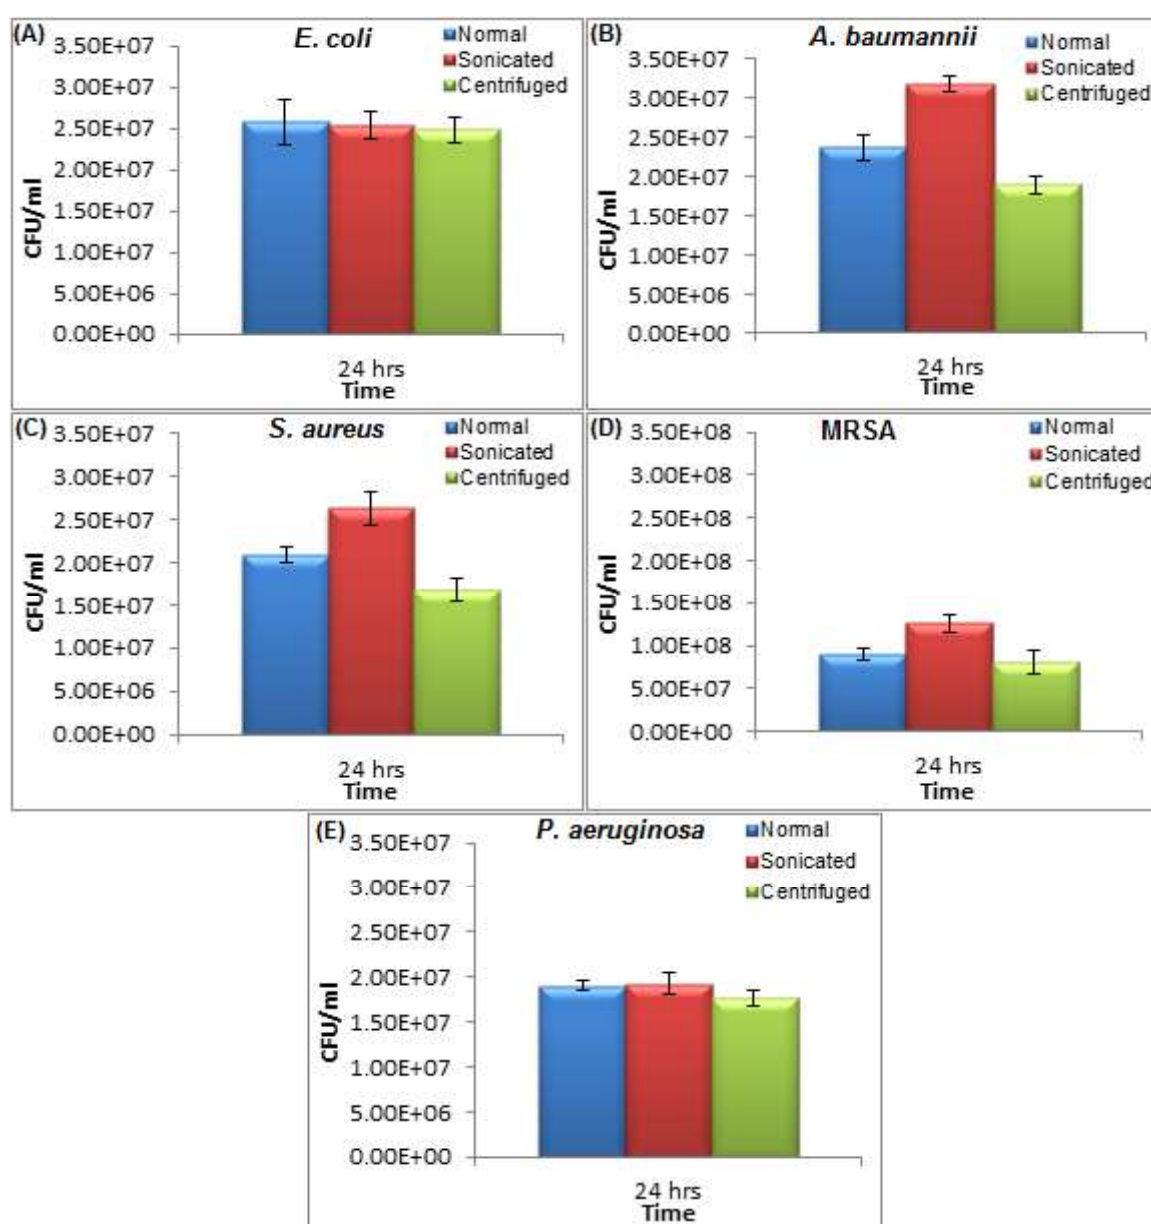 (A)
E. coli
Normal
Sonicated
Centrifuged
3.50E+07
3.00E+07
2.50E+07
2.00E+07
1.50E+07
1.00E+07
5.00E+06
0.00E+00
CFU/ml
24 hrs
Time
(B)
A. baumannii
Normal
Sonicated
Centrifuged
3.50E+07
3.00E+07
2.50E+07
2.00E+07
1.50E+07
1.00E+07
5.00E+06
0.00E+00
CFU/ml
24 hrs
Time
(C)
S. aureus
Normal
Sonicated
Centrifuged
3.50E+07
3.00E+07
2.50E+07
2.00E+07
1.50E+07
1.00E+07
5.00E+06
0.00E+00
CFU/ml
24 hrs
Time
(D)
MRSA
Normal
Sonicated
Centrifuged
3.50E+08
3.00E+08
2.50E+08
2.00E+08
1.50E+08
1.00E+08
5.00E+07
0.00E+00
CFU/ml
24 hrs
Time
(E)
P. aeruginosa
Normal
Sonicated
Centrifuged
3.50E+07
3.00E+07
2.50E+07
2.00E+07
1.50E+07
1.00E+07
5.00E+06
0.00E+00
CFU/ml
24 hrs
Time